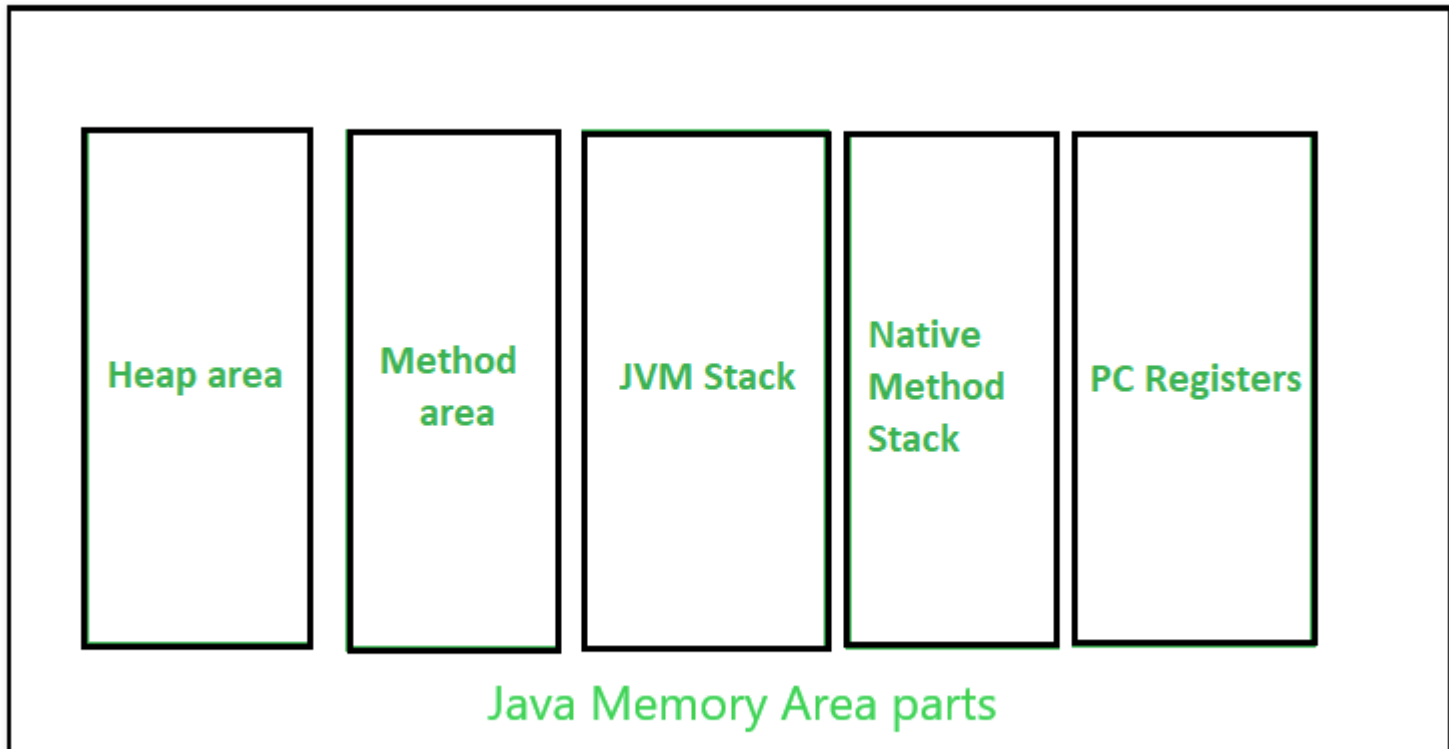 Heap area
Method
area
JVM Stack
Native
Method
Stack
PC Registers
Java Memory Area parts